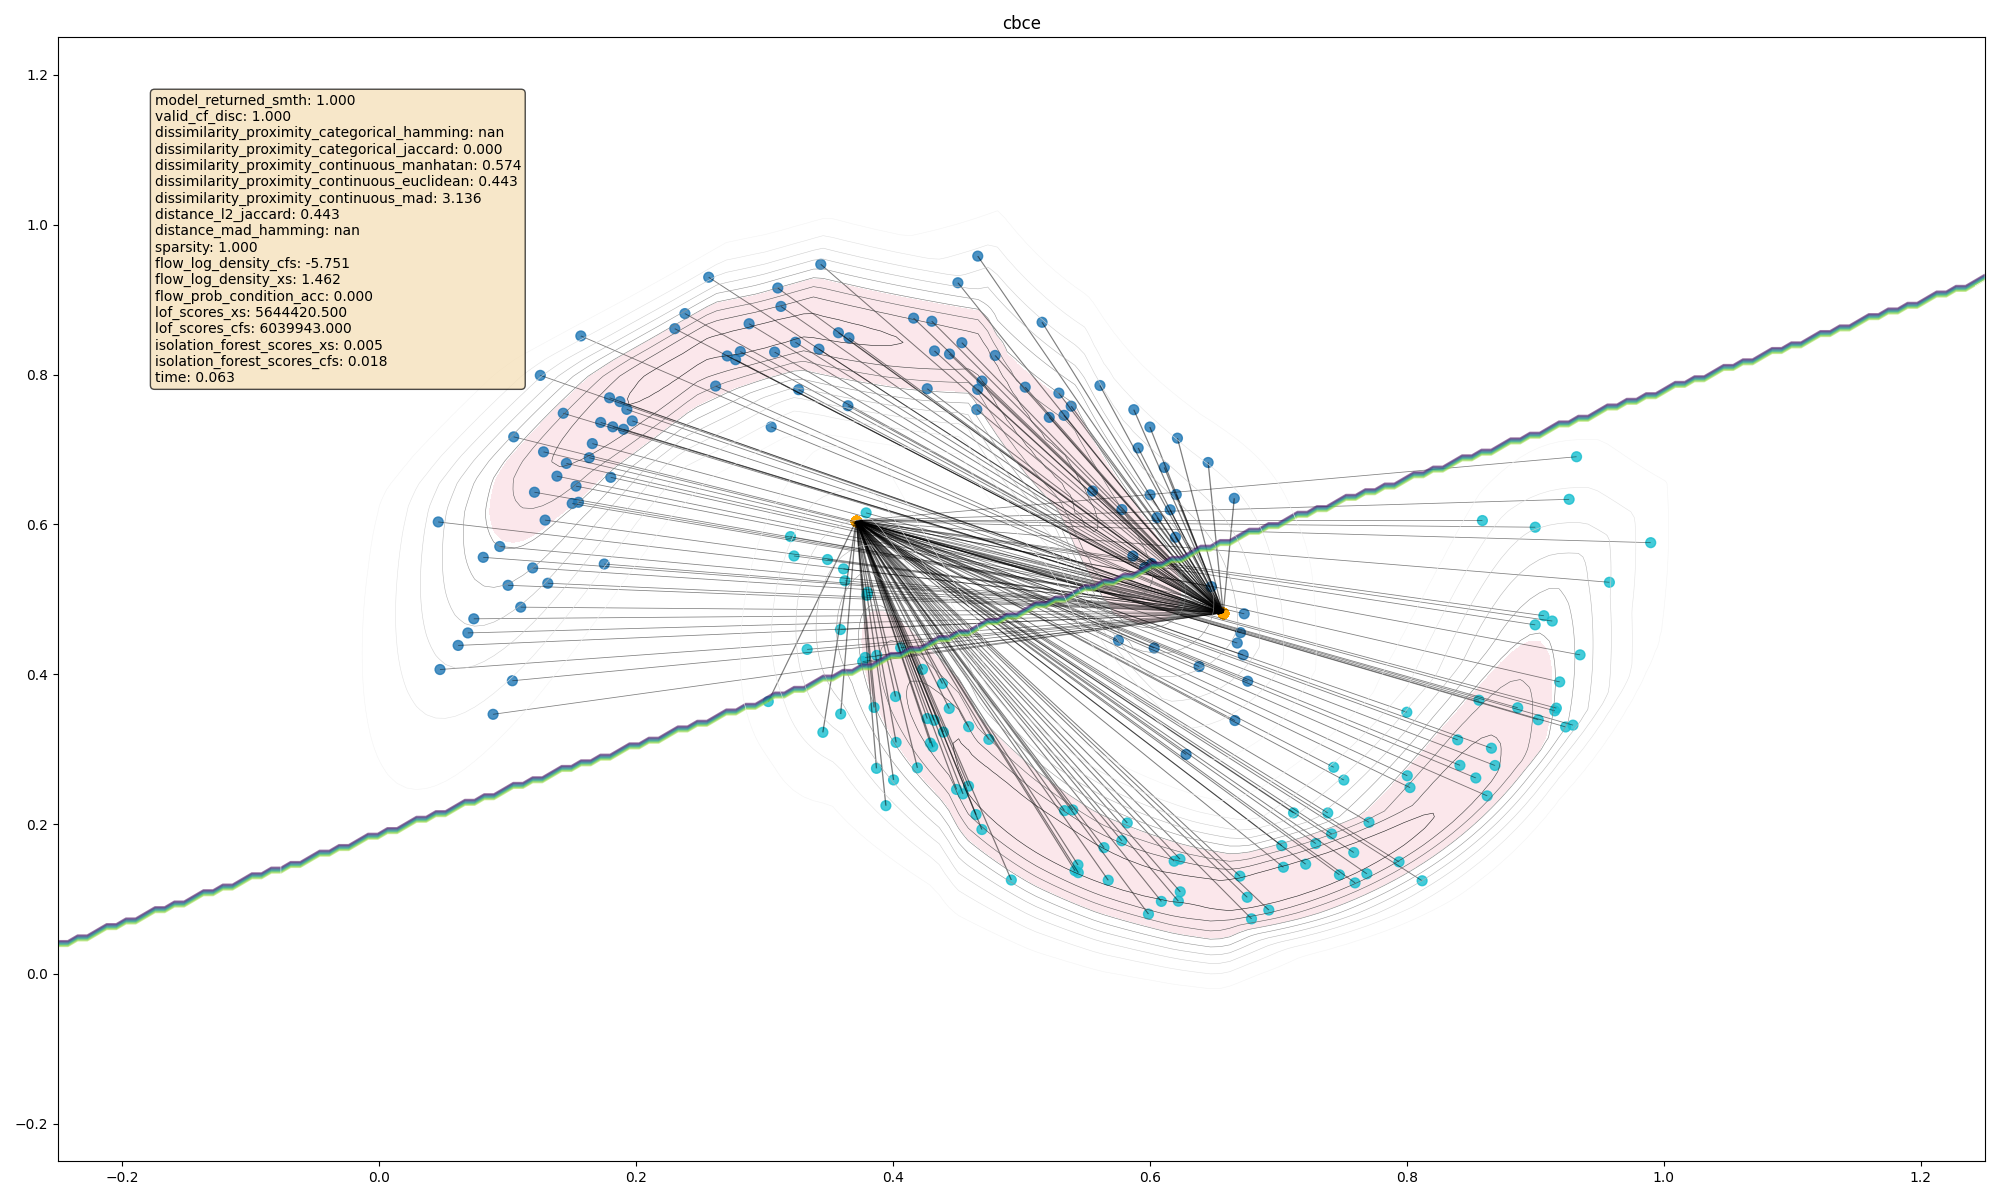 cbce
model_returned_smth: 1.000
valid_cf_disc: 1.000
dissimilarity_proximity_categorical_hamming: nan
dissimilarity_proximity_categorical_jaccard: 0.000
dissimilarity_proximity_continuous_manhatan: 0.574
dissimilarity_proximity_continuous_euclidean: 0.443
dissimilarity_proximity_continuous_mad: 3.136
distance_l2_jaccard: 0.443
distance_mad_hamming: nan
sparsity: 1.000
flow_log_density_cfs: -5.751
flow_log_density_xs: 1.462
flow_prob_condition_acc: 0.000
lof_scores_xs: 5644420.500
lof_scores_cfs: 6039943.000
isolation_forest_scores_xs: 0.005
isolation_forest_scores_cfs: 0.018
time: 0.063
1.2
1.0
0.8
0.6
0.4
0.2
0.0
−0.2
−0.2 0.0 0.2 0.4 0.6 0.8 1.0 1.2